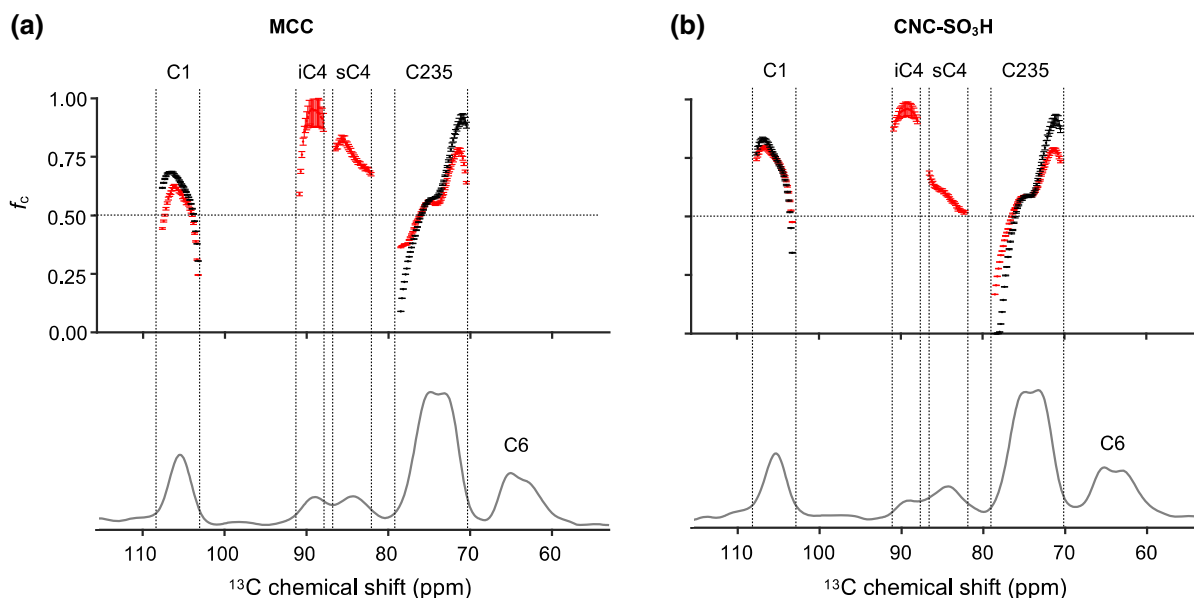 (a) MCC
C1 iC4 sC4 C235
1.00
0.75
fc 0.50
0.25
0.00
C6
110 100 90 80 70 60
13C chemical shift (ppm)
(b) CNC-SO3H
C1 iC4 sC4 C235
C6
110 100 90 80 70 60
13C chemical shift (ppm)